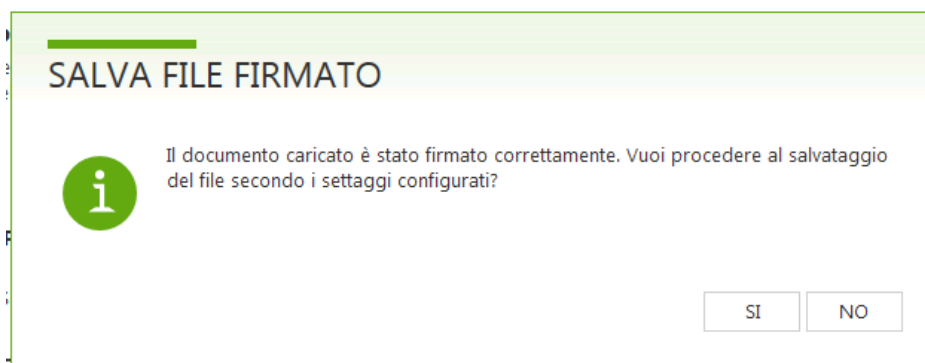 SALVA FILE FIRMATO
Il documento caricato è stato firmato correttamente. Vuoi procedere al salvataggio
del file secondo i settaggi configurati?
SI
NO